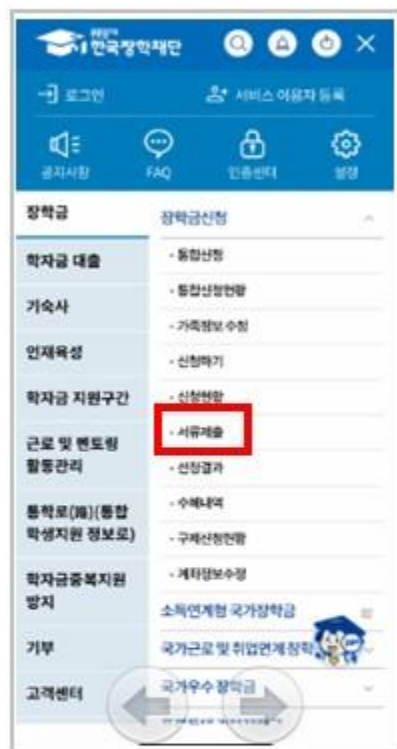 한국장학재단
로그인
서비스 이용자 등록
공지사항
FAQ
인증센터
설정
장학금
학자금 대출
기숙사
인재육성
학자금 지원구간
근로 및 멘토링
활동관리
통학로(路)(통합
학생지원 정보로)
학자금중복지원
방지
기부
고객센터
장학금신청
- 통합신청
- 통합신청현황
- 가족정보 수정
- 신청하기
- 신청현황
- 서류제출
- 선정결과
- 수혜내역
- 구제신청현황
- 계좌정보수정
소득연계형 국가장학금
국가근로 및 취업연계 장학
국가우수 장학금